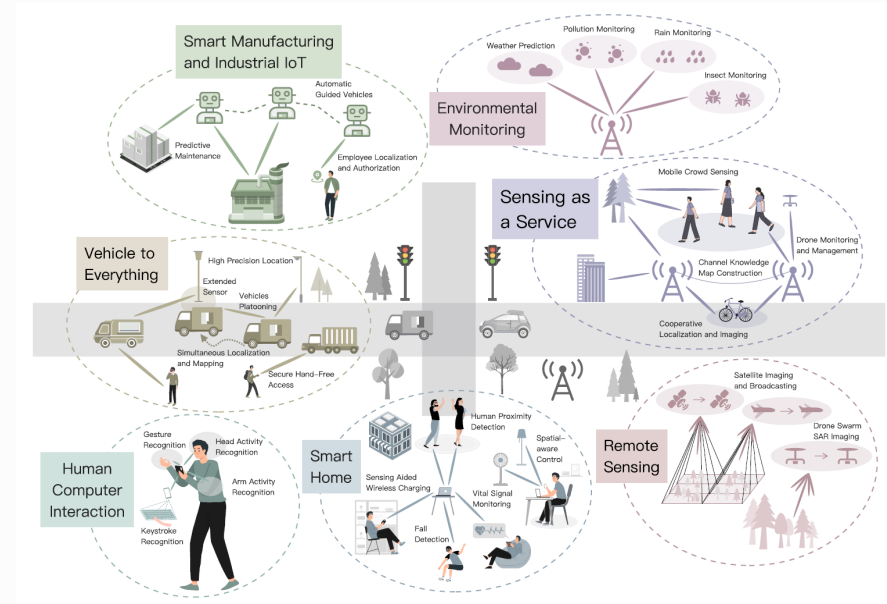 Smart Manufacturing
and Industrial IoT
Automatic
Guided Vehicles
Predictive
Maintenance
Employee Localization
and Authorization
Environmental
Monitoring
Weather Prediction
Pollution Monitoring
Rain Monitoring
Insect Monitoring
Sensing as
a Service
Mobile Crowd Sensing
Drone Monitoring
and Management
Channel Knowledge
Map Construction
Cooperative
Localization and Imaging
Vehicle to
Everything
High Precision Location
Extended
Sensor
Vehicles
Platooning
Simultaneous Localization
and Mapping
Secure Hand-Free
Access
Human
Computer
Interaction
Gesture
Recognition
Head Activity
Recognition
Arm Activity
Recognition
Keystroke
Recognition
Smart
Home
Human Proximity
Detection
Spatial-
aware
Control
Sensing Aided
Wireless Charging
Vital Signal
Monitoring
Fall
Detection
Remote
Sensing
Satellite Imaging
and Broadcasting
Drone Swarm
SAR Imaging